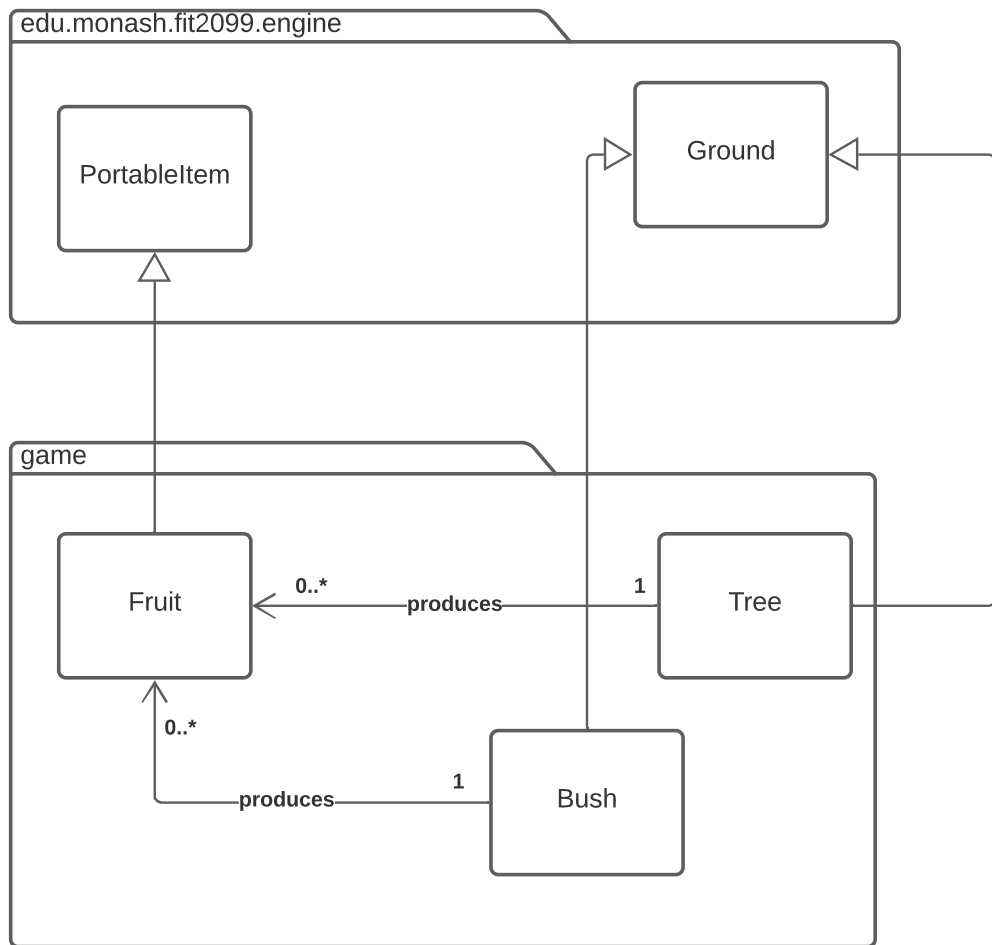 edu.monash.fit2099.engine
PortableItem
Ground
game
Fruit
0..*
produces
1
Tree
0..*
produces
1
Bush